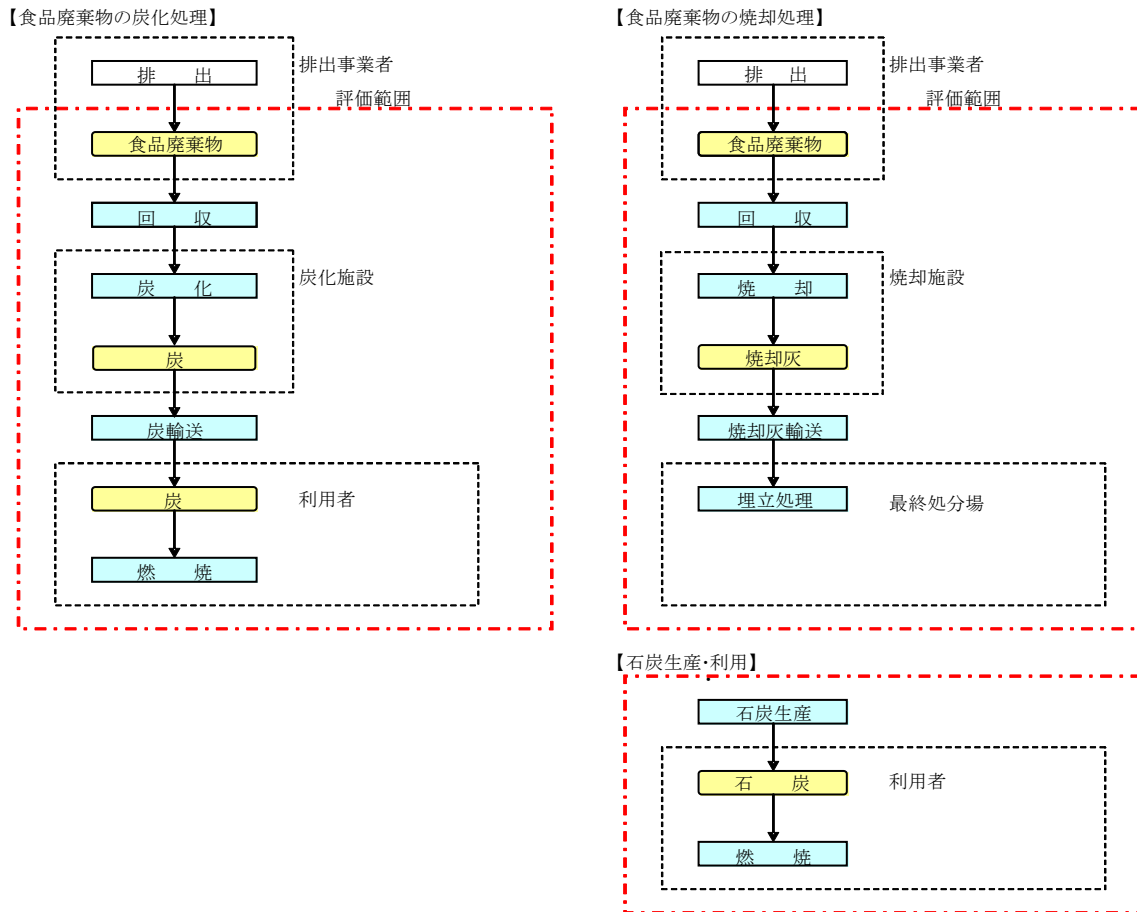 【食品廃棄物の炭化処理】
排 出
排出事業者
評価範囲
食品廃棄物
回 収
炭 化
炭化施設
炭
炭輸送
炭
利用者
燃 焼
【食品廃棄物の焼却処理】
排 出
排出事業者
評価範囲
食品廃棄物
回 収
焼 却
焼却施設
焼却灰
焼却灰輸送
埋立処理
最終処分場
【石炭生産・利用】
石炭生産
石 炭
利用者
燃 焼